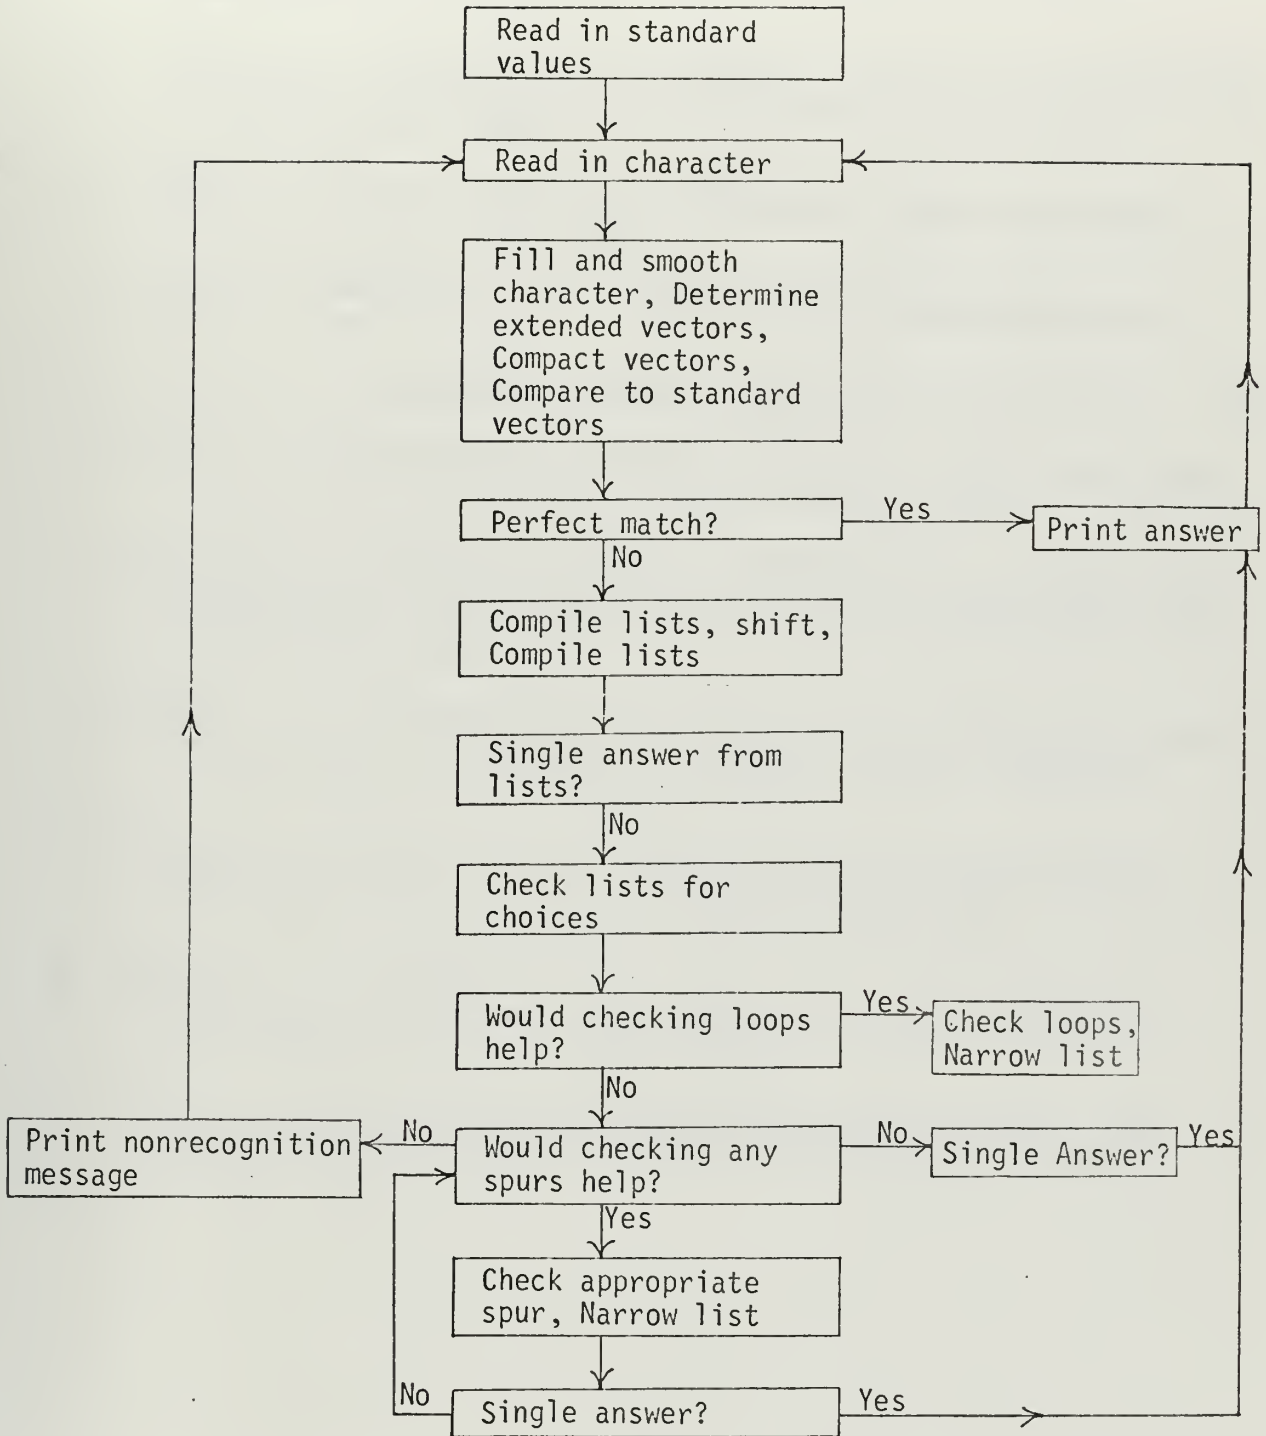 Read in standard
values
Read in character
Fill and smooth
character, Determine
extended vectors,
Compact vectors,
Compare to standard
vectors
Perfect match?
Yes
Print answer
No
Compile lists, shift,
Compile lists
Single answer from
lists?
No
Check lists for
choices
Would checking loops
help?
Yes
Check loops,
Narrow list
No
Print nonrecognition
message
No
Would checking any
spurs help?
No
Single Answer?
Yes
Yes
Check appropriate
spur, Narrow list
No
Single answer?
Yes